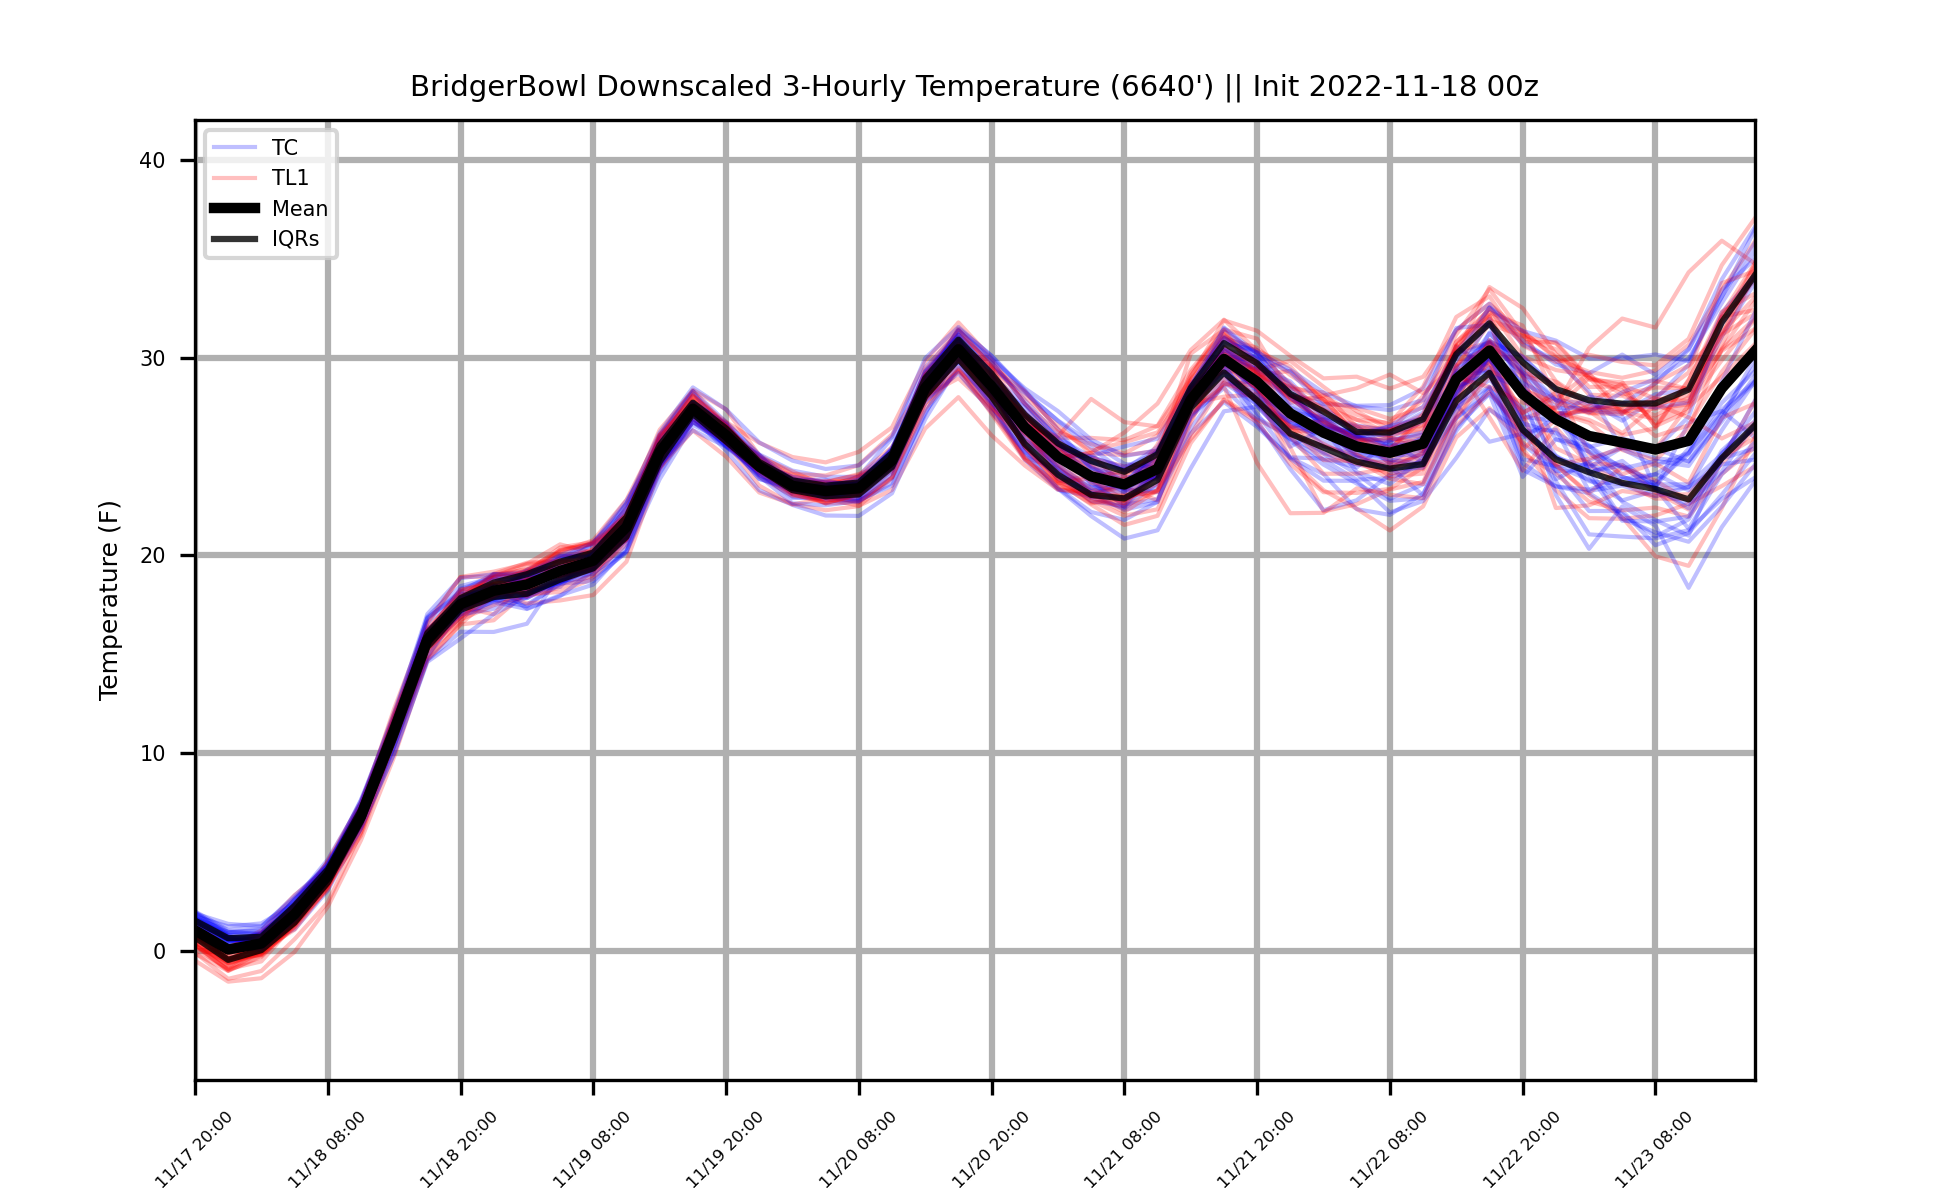 BridgerBowl Downscaled 3-Hourly Temperature (6640') || Init 2022-11-18 00z
TC
TL1
Mean
IQRs
Temperature (F)
40
30
20
10
0
11/17 20:00
11/18 08:00
11/18 20:00
11/19 08:00
11/19 20:00
11/20 08:00
11/20 20:00
11/21 08:00
11/21 20:00
11/22 08:00
11/22 20:00
11/23 08:00